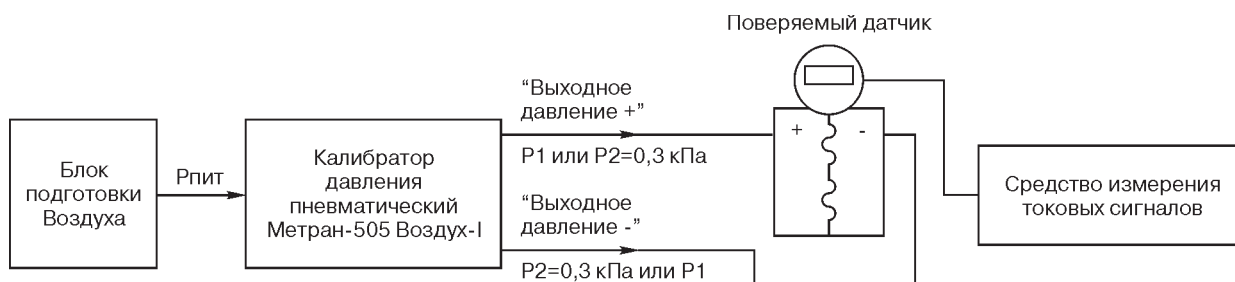 Поверяемый датчик
“Выходное
давление +”
+ -
Блок
подготовки
Воздуха
Рпит
Калибратор
давления
пневматический
Метран-505 Воздух-I
Р1 или Р2=0,3 кПа
“Выходное
давление -”
Р2=0,3 кПа или Р1
Средство измерения
токовых сигналов